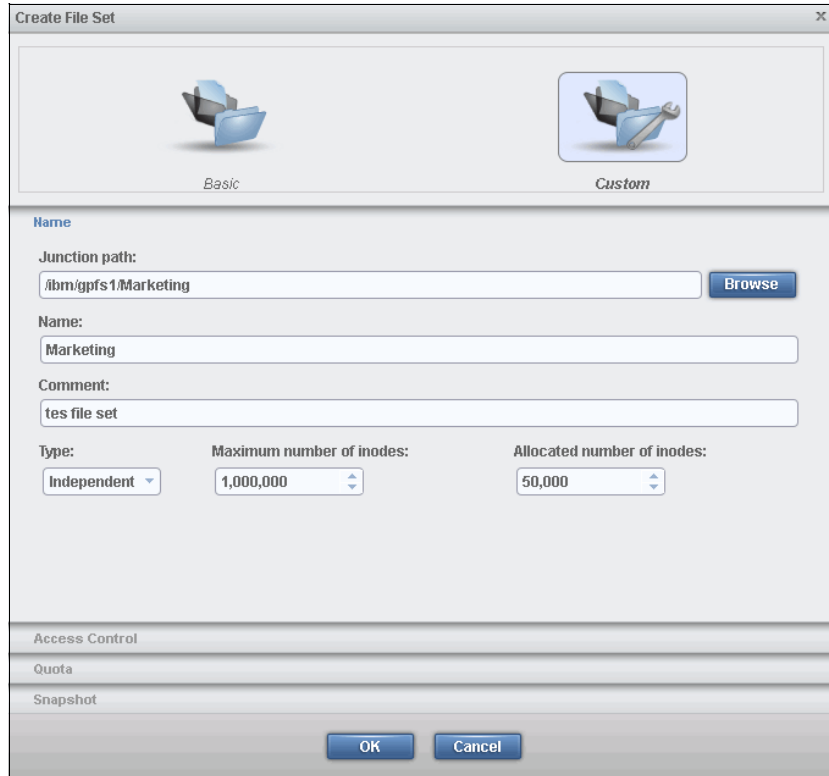 Create File Set
x
Basic
Custom
Name
Junction path:
/ibm/gpfs1/Marketing
Browse
Name:
Marketing
Comment:
tes file set
Type:
Maximum number of inodes:
Allocated number of inodes:
Independent
1,000,000
50,000
Access Control
Quota
Snapshot
OK
Cancel